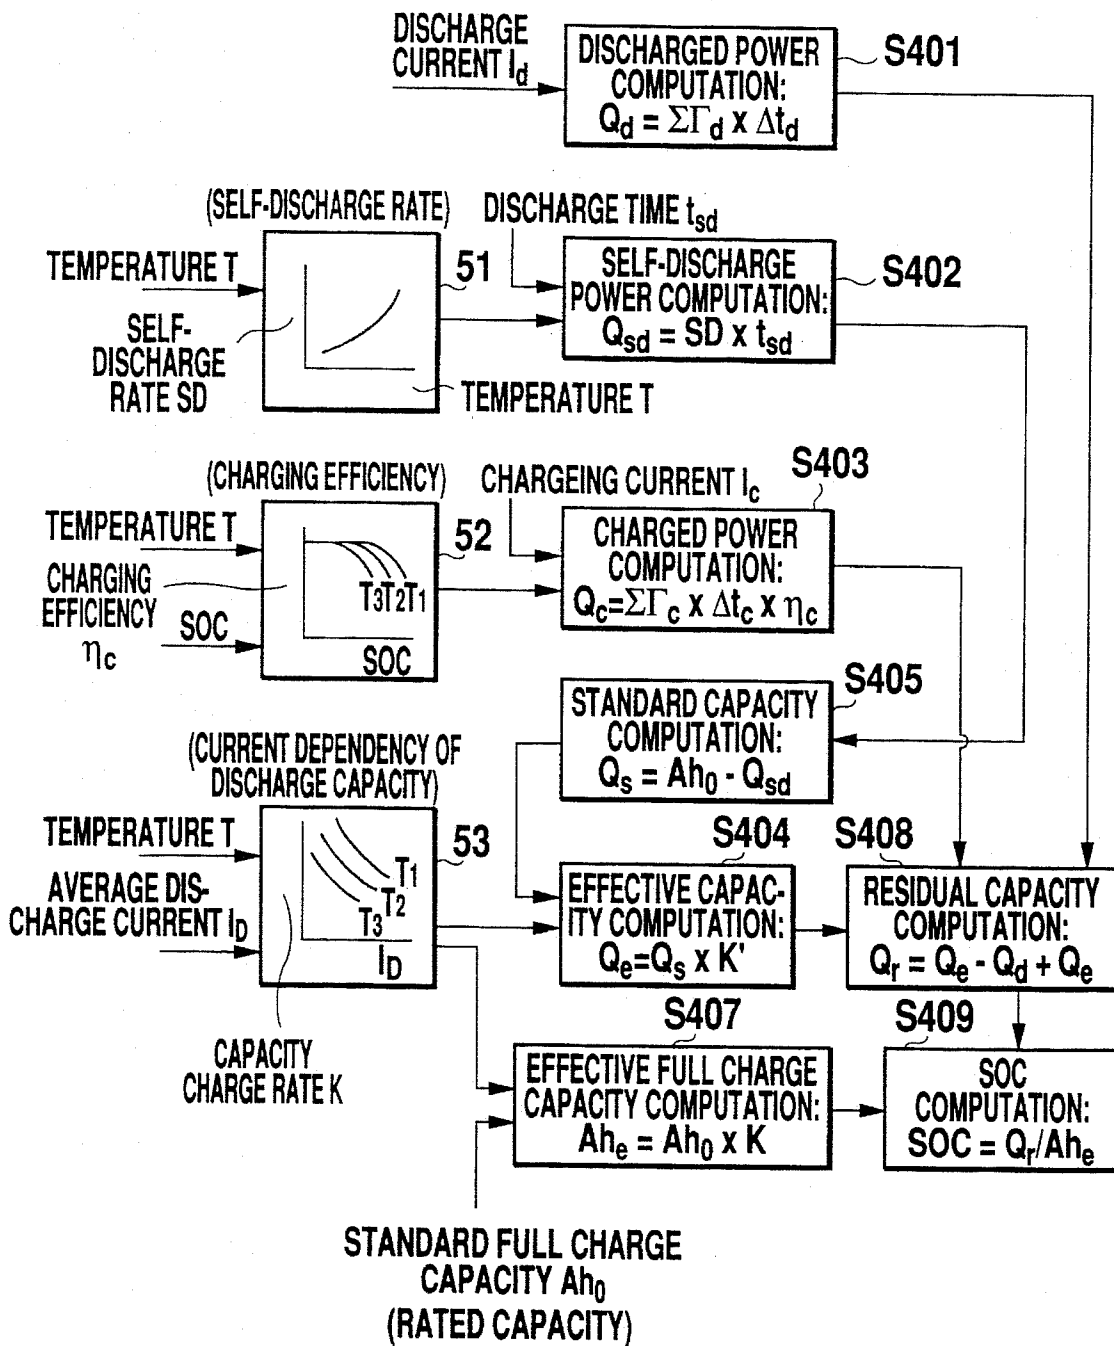 DISCHARGE
CURRENT Id
DISCHARGED POWER
COMPUTATION:
Qd = ΣΓd x Δtd
S401
(SELF-DISCHARGE RATE)
DISCHARGE TIME tsd
TEMPERATURE T
51
SELF-
DISCHARGE
RATE SD
TEMPERATURE T
SELF-DISCHARGE
POWER COMPUTATION:
Qsd = SD x tsd
S402
(CHARGING EFFICIENCY)
CHARGEING CURRENT Ic
S403
TEMPERATURE T
52
CHARGING
EFFICIENCY
ηc
SOC
T3 T2 T1
SOC
CHARGED POWER
COMPUTATION:
Qc=ΣΓc x Δtc x ηc
S405
STANDARD CAPACITY
COMPUTATION:
Qs = Ah0 - Qsd
(CURRENT DEPENDENCY OF
DISCHARGE CAPACITY)
TEMPERATURE T
53
AVERAGE DIS-
CHARGE CURRENT ID
T1
T2
T3
ID
CAPACITY
CHARGE RATE K
S404
EFFECTIVE CAPAC-
ITY COMPUTATION:
Qe=Qs x K'
S408
RESIDUAL CAPACITY
COMPUTATION:
Qr = Qe - Qd + Qe
S407
EFFECTIVE FULL CHARGE
CAPACITY COMPUTATION:
Ahe = Ah0 x K
S409
SOC
COMPUTATION:
SOC = Qr/Ahe
STANDARD FULL CHARGE
CAPACITY Ah0
(RATED CAPACITY)